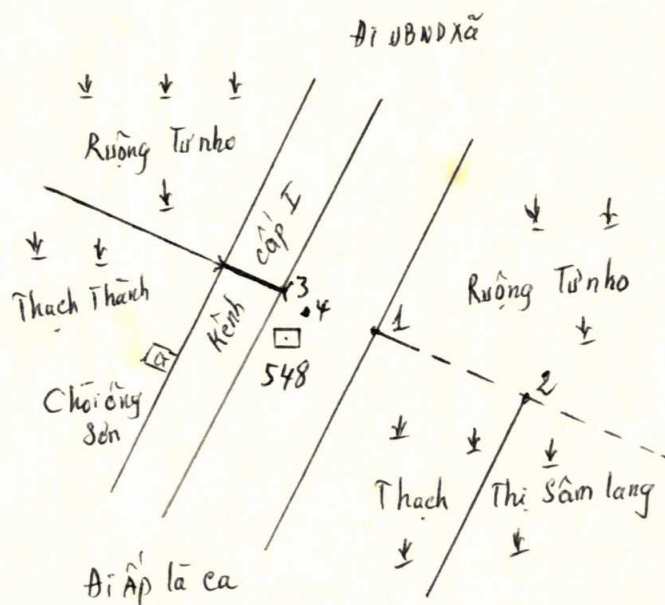 Đi UBND xã
Ruộng Tư nho
Cấp I
Thạch Thành
Kênh
3
4
1
Ruộng Tư nho
548
Chòi ông
Sơn
2
Thạch Thị Sâm lang
Đi Ấp là ca